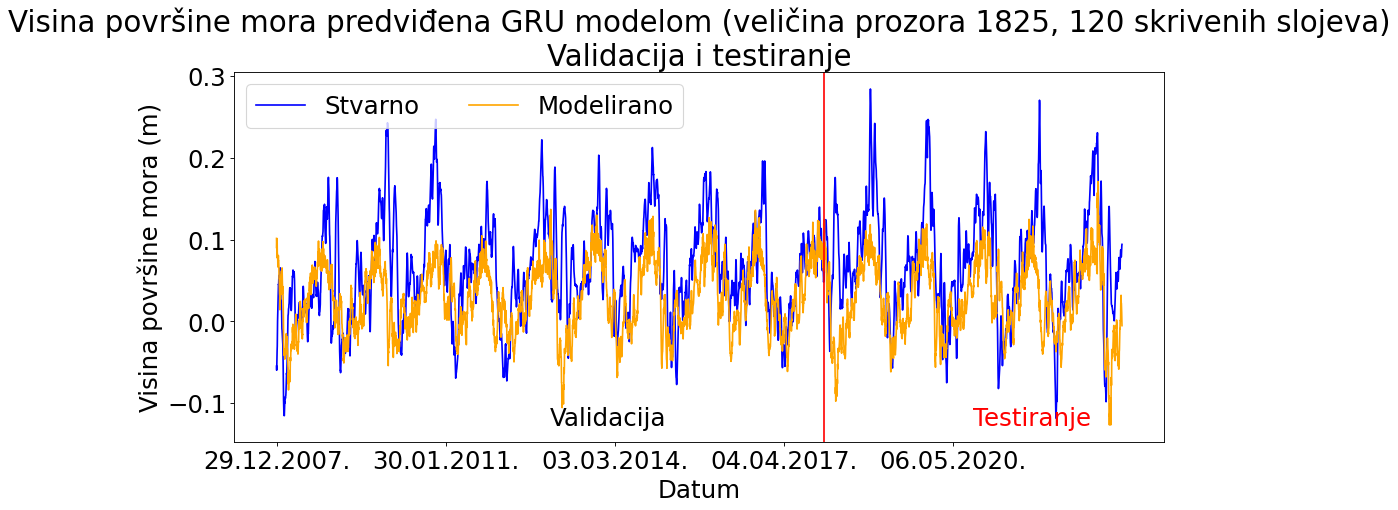 Visina površine mora predviđena GRU modelom (veličina prozora 1825, 120 skrivenih slojeva)
Validacija i testiranje
Stvarno
Modelirano
Visina površine mora (m)
0.3
0.2
0.1
0.0
−0.1
Validacija
Testiranje
29.12.2007.
30.01.2011.
03.03.2014.
04.04.2017.
06.05.2020.
Datum